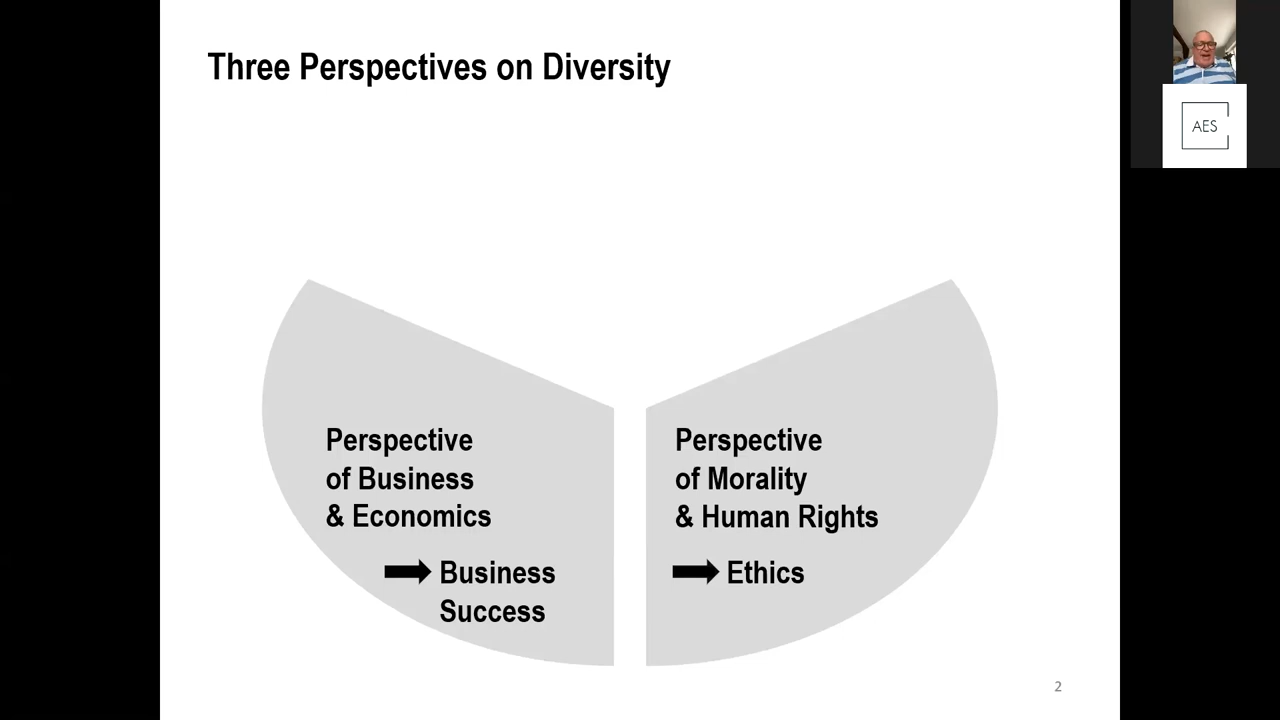 Three Perspectives on Diversity
AES
Perspective
of Business
& Economics
Business
Success
Perspective
of Morality
& Human Rights
Ethics
2